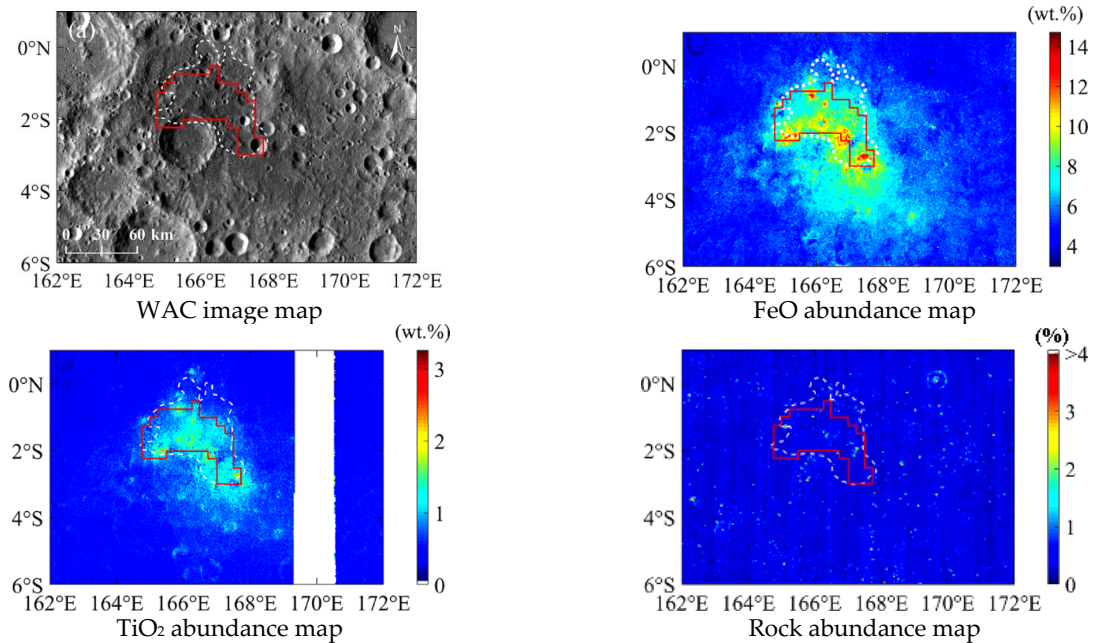 (a)
N
0°N
2°S
4°S
6°S
0 30 60 km
162°E 164°E 166°E 168°E 170°E 172°E
WAC image map
(wt.%)
14
12
10
8
6
4
0°N
2°S
4°S
6°S
162°E 164°E 166°E 168°E 170°E 172°E
FeO abundance map
(wt.%)
3
2
1
0
0°N
2°S
4°S
6°S
162°E 164°E 166°E 168°E 170°E 172°E
TiO₂ abundance map
(%)
>4
3
2
1
0
0°N
2°S
4°S
6°S
162°E 164°E 166°E 168°E 170°E 172°E
Rock abundance map